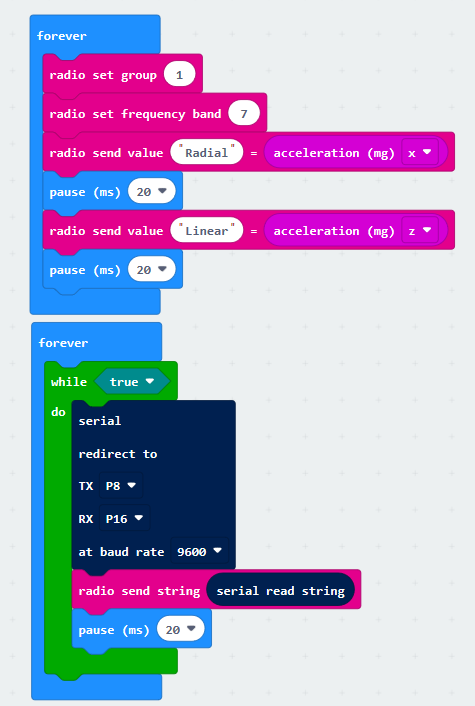 forever
radio set group 1
radio set frequency band 7
radio send value "Radial" = acceleration (mg) x
pause (ms) 20
radio send value "Linear" = acceleration (mg) z
pause (ms) 20
forever
while true
do
serial
redirect to
TX P8
RX P16
at baud rate 9600
radio send string serial read string
pause (ms) 20